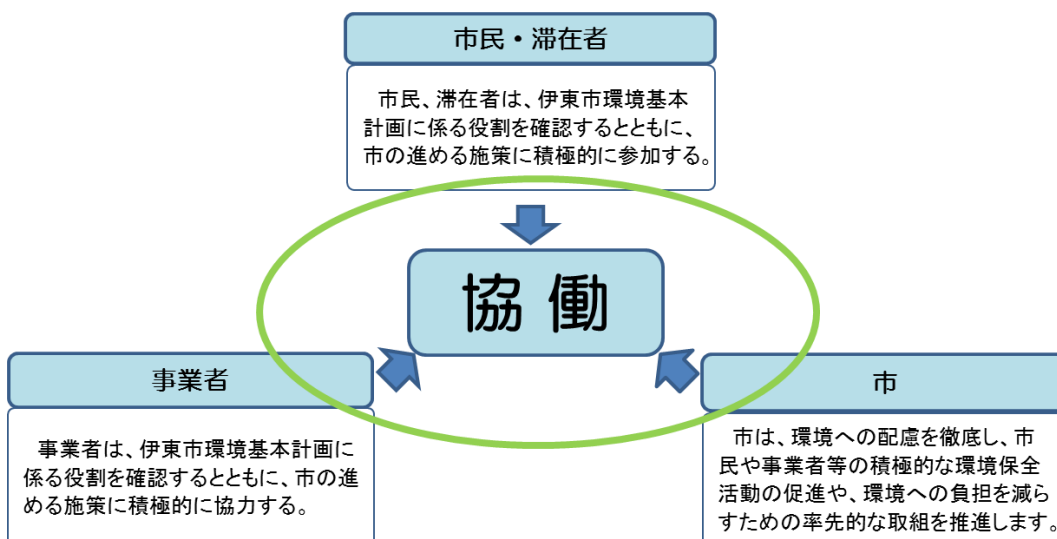 市民・滞在者
市民、滞在者は、伊東市環境基本
計画に係る役割を確認するとともに、
市の進める施策に積極的に参加する。
協働
事業者
事業者は、伊東市環境基本計画に
係る役割を確認するとともに、市の進
める施策に積極的に協力する。
市
市は、環境への配慮を徹底し、市
民や事業者等の積極的な環境保全
活動の促進や、環境への負担を減ら
すための率先的な取組を推進します。